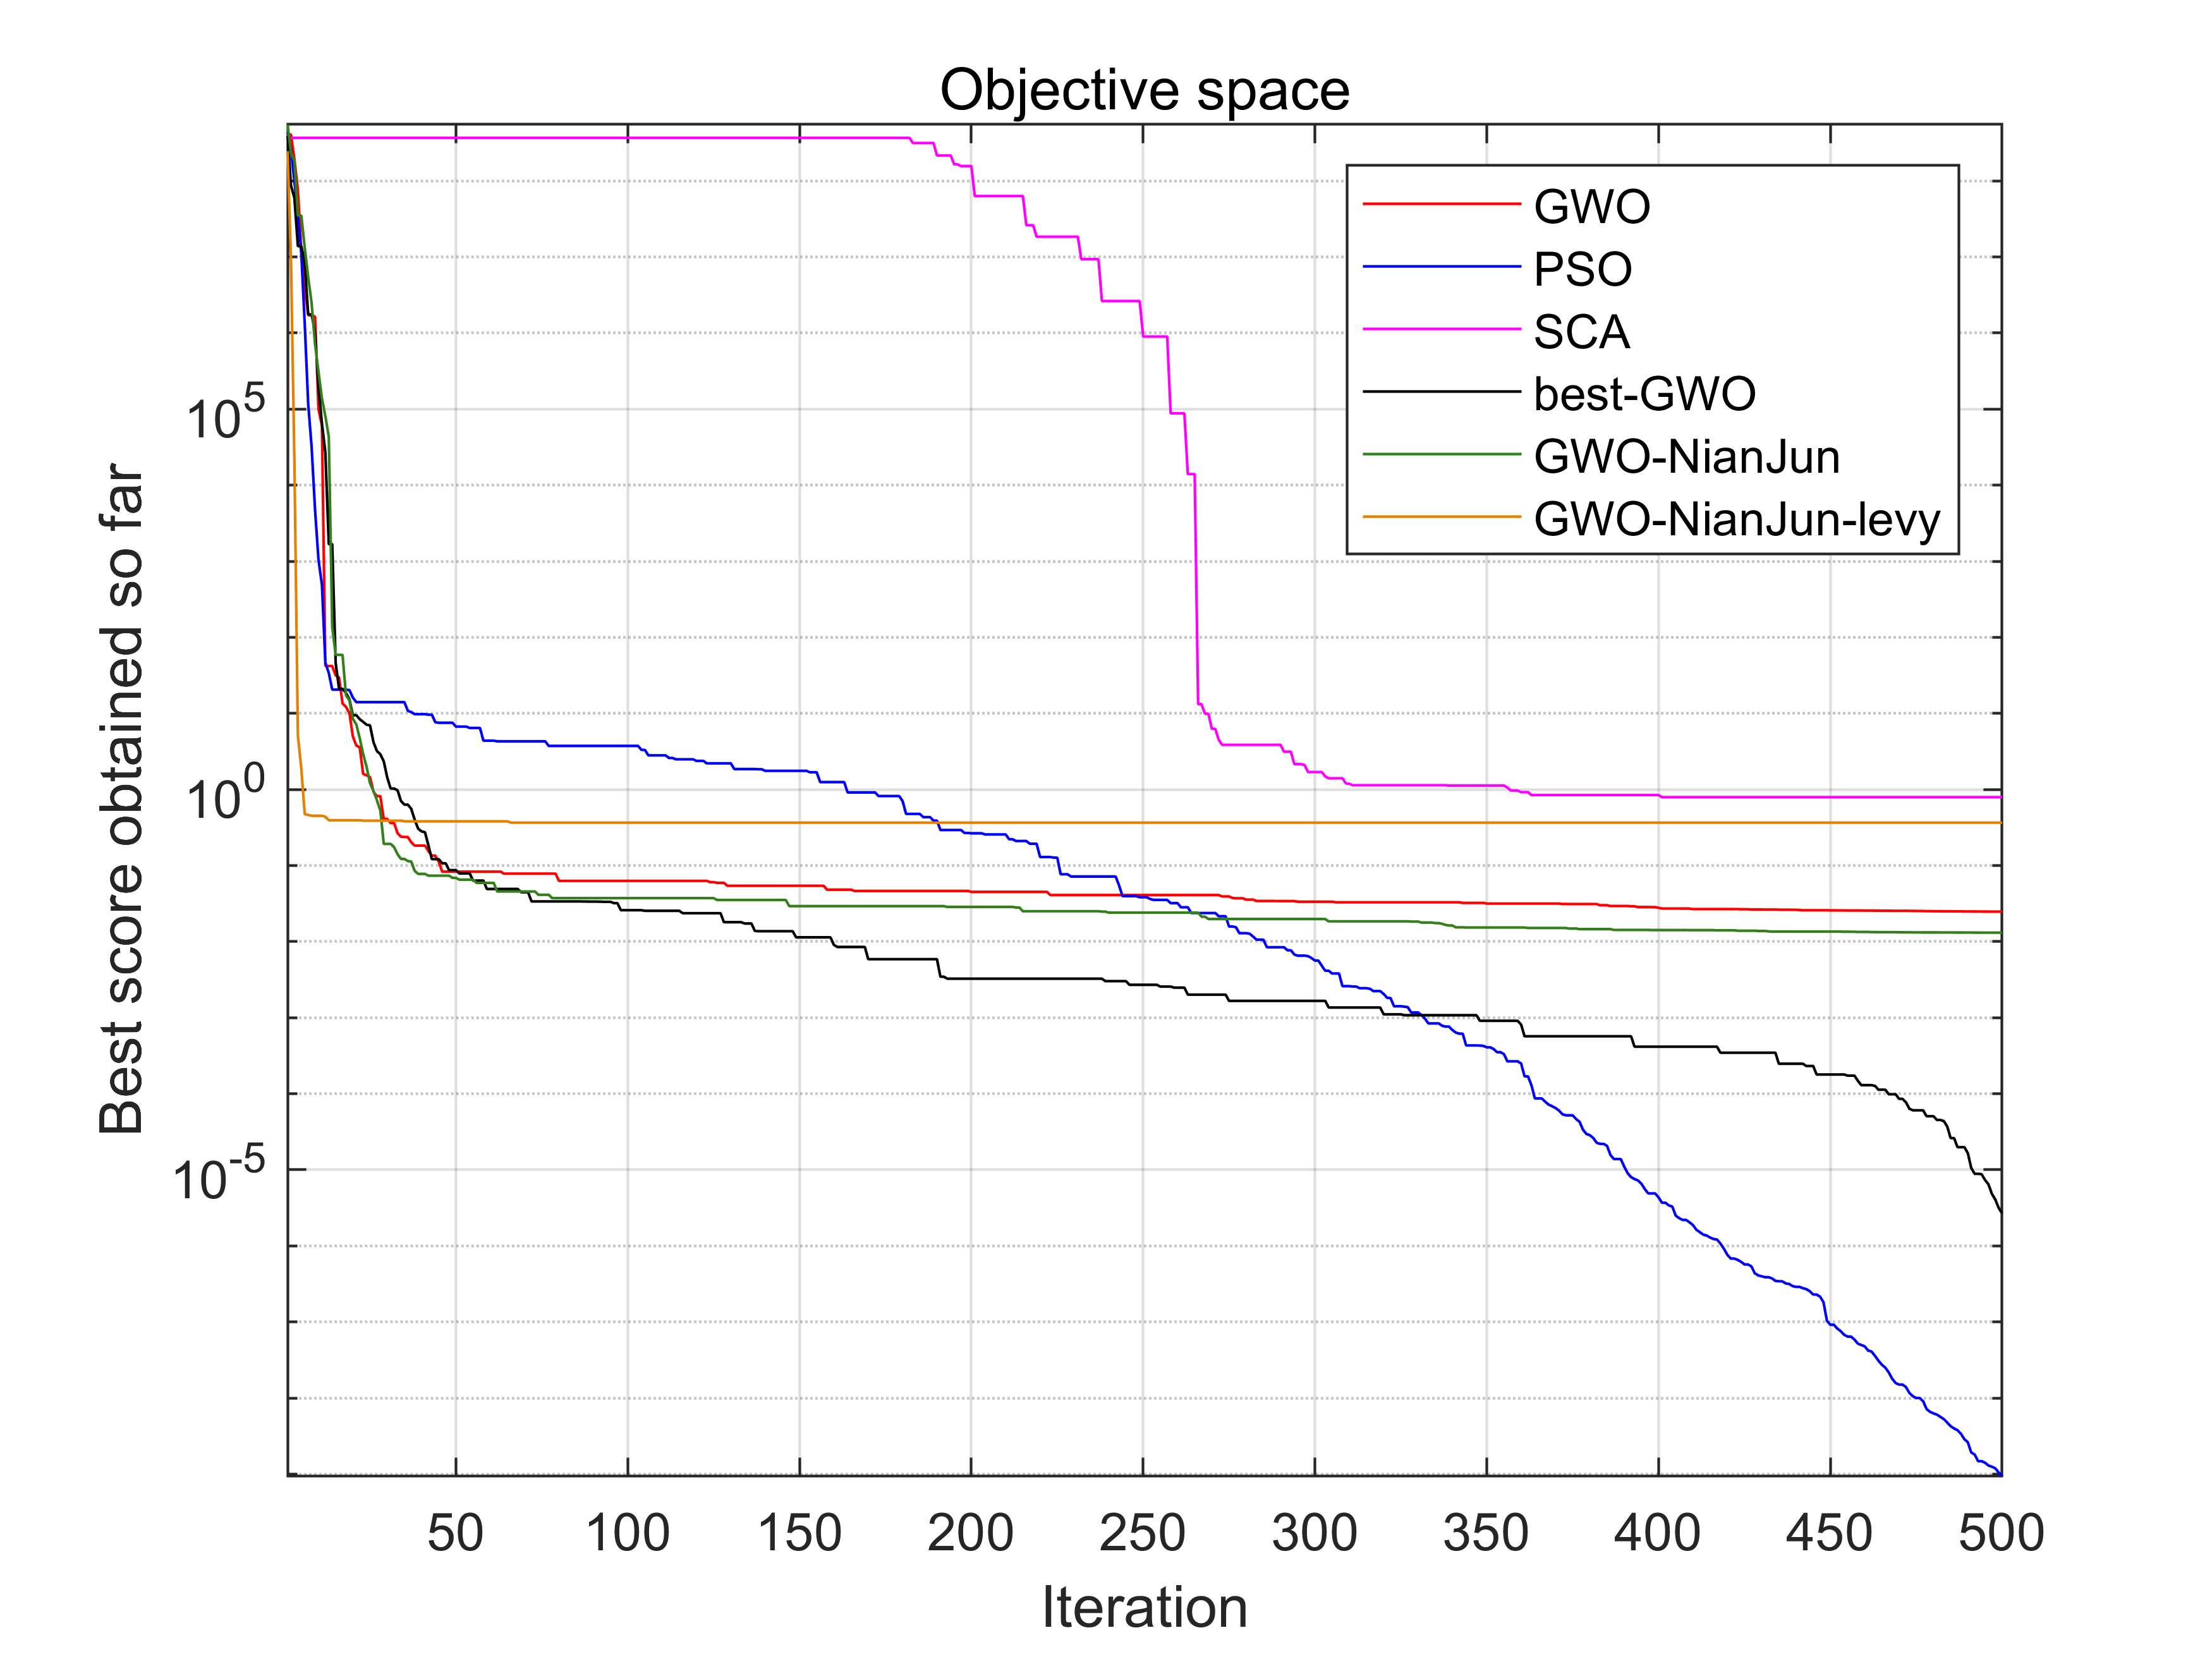 Objective space
GWO
PSO
SCA
best-GWO
GWO-NianJun
GWO-NianJun-levy
Best score obtained so far
10^5
10^0
10^-5
50 100 150 200 250 300 350 400 450 500
Iteration